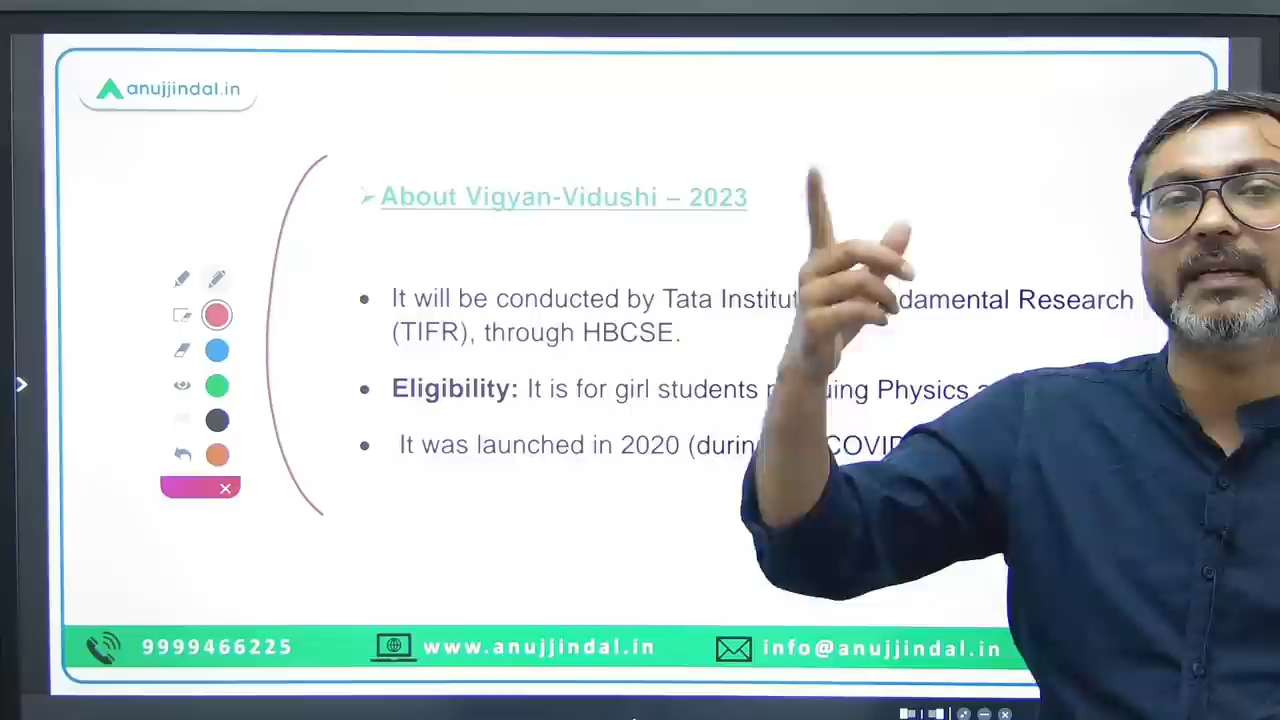 anujjindal.in
➢About Vigyan-Vidushi – 2023
• It will be conducted by Tata Institut damental Research
(TIFR), through HBCSE.
• Eligibility: It is for girl students p uing Physics a
• It was launched in 2020 (durin COVID
9999466225 www.anujjindal.in info@anujjindal.in